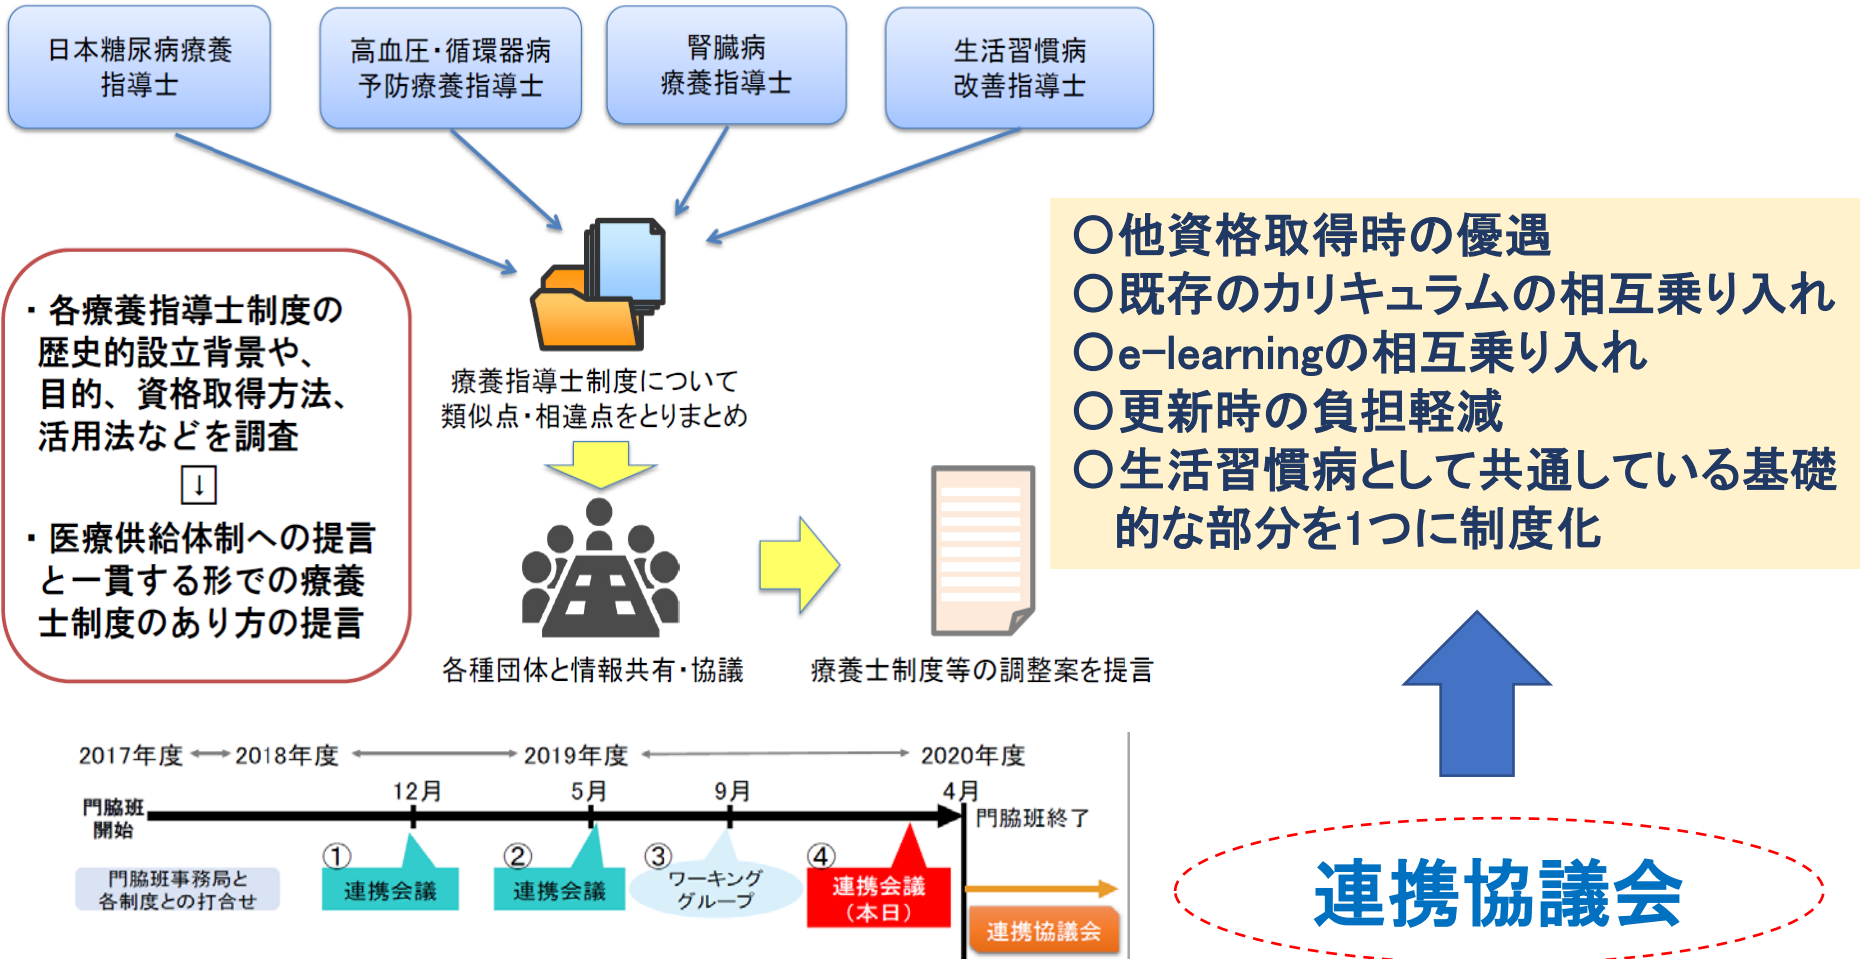 日本糖尿病療養
指導士
高血圧・循環器病
予防療養指導士
腎臓病
療養指導士
生活習慣病
改善指導士
・各療養指導士制度の
歴史的設立背景や、
目的、資格取得方法、
活用法などを調査
↓
・医療供給体制への提言
と一貫する形での療養
士制度のあり方の提言
療養指導士制度について
類似点・相違点をとりまとめ
各種団体と情報共有・協議
療養士制度等の調整案を提言
〇他資格取得時の優遇
〇既存のカリキュラムの相互乗り入れ
〇e-learningの相互乗り入れ
〇更新時の負担軽減
〇生活習慣病として共通している基礎
的な部分を1つに制度化
2017年度 2018年度 2019年度 2020年度
12月 5月 9月 4月
門脇班
開始
門脇班終了
門脇班事務局と
各制度との打合せ
①
連携会議
②
連携会議
③
ワーキング
グループ
④
連携会議
（本日）
連携協議会
連携協議会